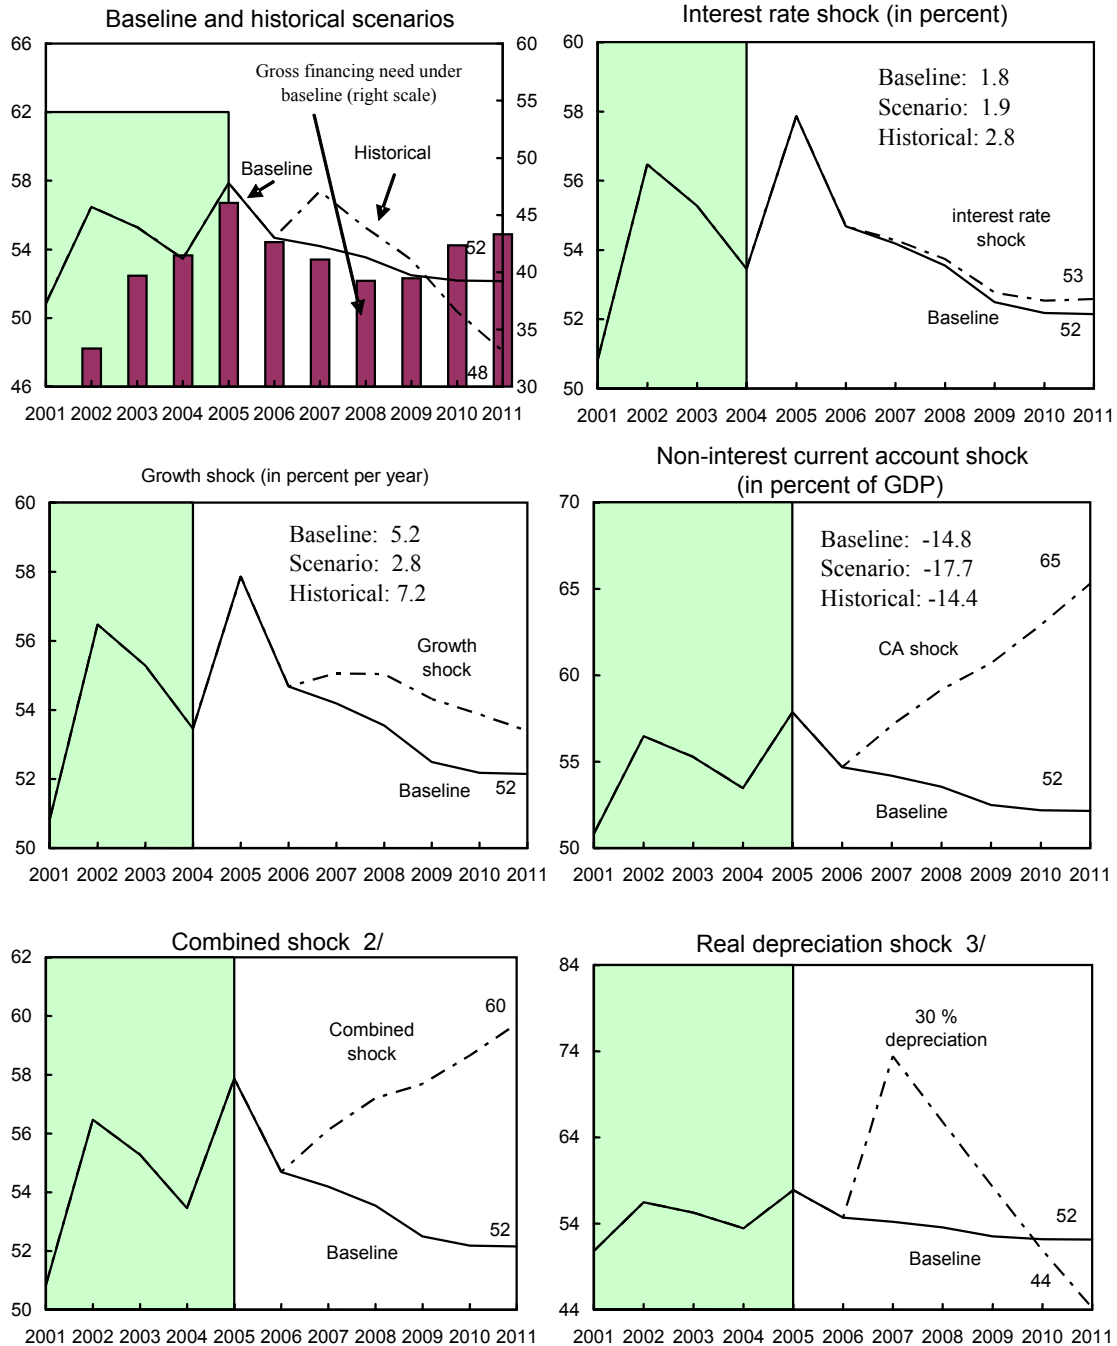 Baseline and historical scenarios
66
62
58
54
50
46
60
55
50
45
40
35
30
Gross financing need under
baseline (right scale)
Baseline
Historical
52
48
2001 2002 2003 2004 2005 2006 2007 2008 2009 2010 2011
Interest rate shock (in percent)
60
58
56
54
52
50
Baseline: 1.8
Scenario: 1.9
Historical: 2.8
interest rate
shock
53
Baseline
52
2001 2002 2003 2004 2005 2006 2007 2008 2009 2010 2011
Growth shock (in percent per year)
60
58
56
54
52
50
Baseline: 5.2
Scenario: 2.8
Historical: 7.2
Growth
shock
Baseline
52
2001 2002 2003 2004 2005 2006 2007 2008 2009 2010 2011
Non-interest current account shock
(in percent of GDP)
70
65
60
55
50
Baseline: -14.8
Scenario: -17.7
Historical: -14.4
65
CA shock
52
Baseline
2001 2002 2003 2004 2005 2006 2007 2008 2009 2010 2011
Combined shock 2/
62
60
58
56
54
52
50
60
Combined
shock
52
Baseline
2001 2002 2003 2004 2005 2006 2007 2008 2009 2010 2011
Real depreciation shock 3/
84
74
64
54
44
30 %
depreciation
52
Baseline
44
2001 2002 2003 2004 2005 2006 2007 2008 2009 2010 2011